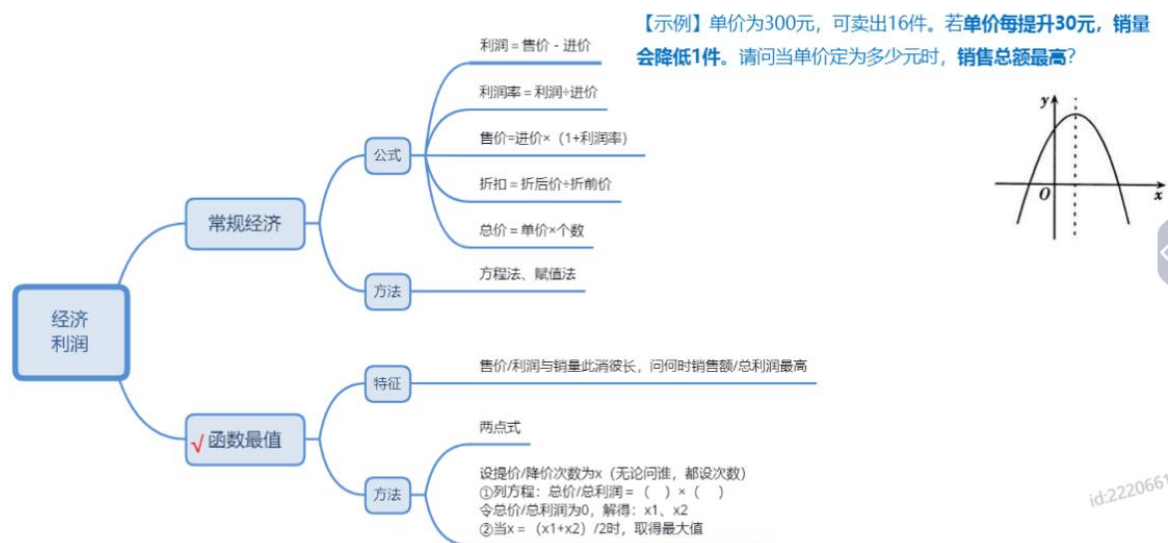 【示例】单价为300元，可卖出16件。若单价每提升30元，销量
会降低1件。请问当单价定为多少元时，销售总额最高？
y
O
x
经济
利润
常规经济
公式
利润 = 售价 - 进价
利润率 = 利润÷进价
售价=进价×（1+利润率）
折扣 = 折后价÷折前价
总价 = 单价×个数
方法
方程法、赋值法
√函数最值
特征
售价/利润与销量此消彼长，问何时销售额/总利润最高
方法
两点式
设提价/降价次数为x（无论问谁，都设次数）
①列方程：总价/总利润 = （ ）×（ ）
令总价/总利润为0，解得：x1、x2
②当x = （x1+x2）/2时，取得最大值
id:2220661